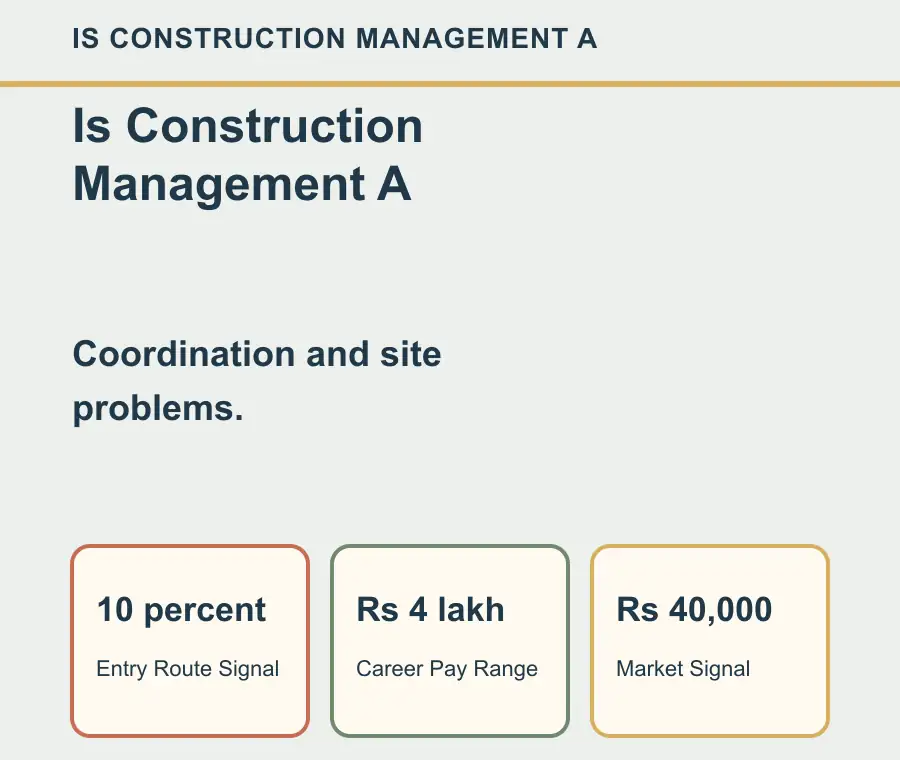 IS CONSTRUCTION MANAGEMENT A
Is Construction
Management A
Coordination and site
problems.
10 percent
Entry Route Signal
Rs 4 lakh
Career Pay Range
Rs 40,000
Market Signal